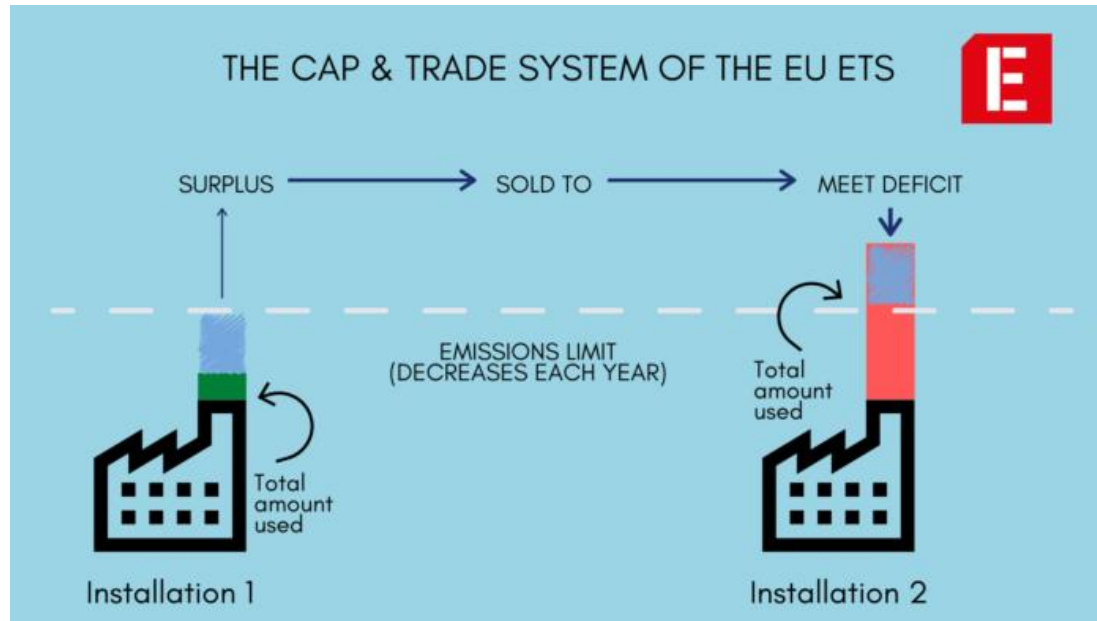 THE CAP & TRADE SYSTEM OF THE EU ETS
E
SURPLUS
SOLD TO
MEET DEFICIT
EMISSIONS LIMIT
(DECREASES EACH YEAR)
Total
amount
used
Total
amount
used
Installation 1
Installation 2